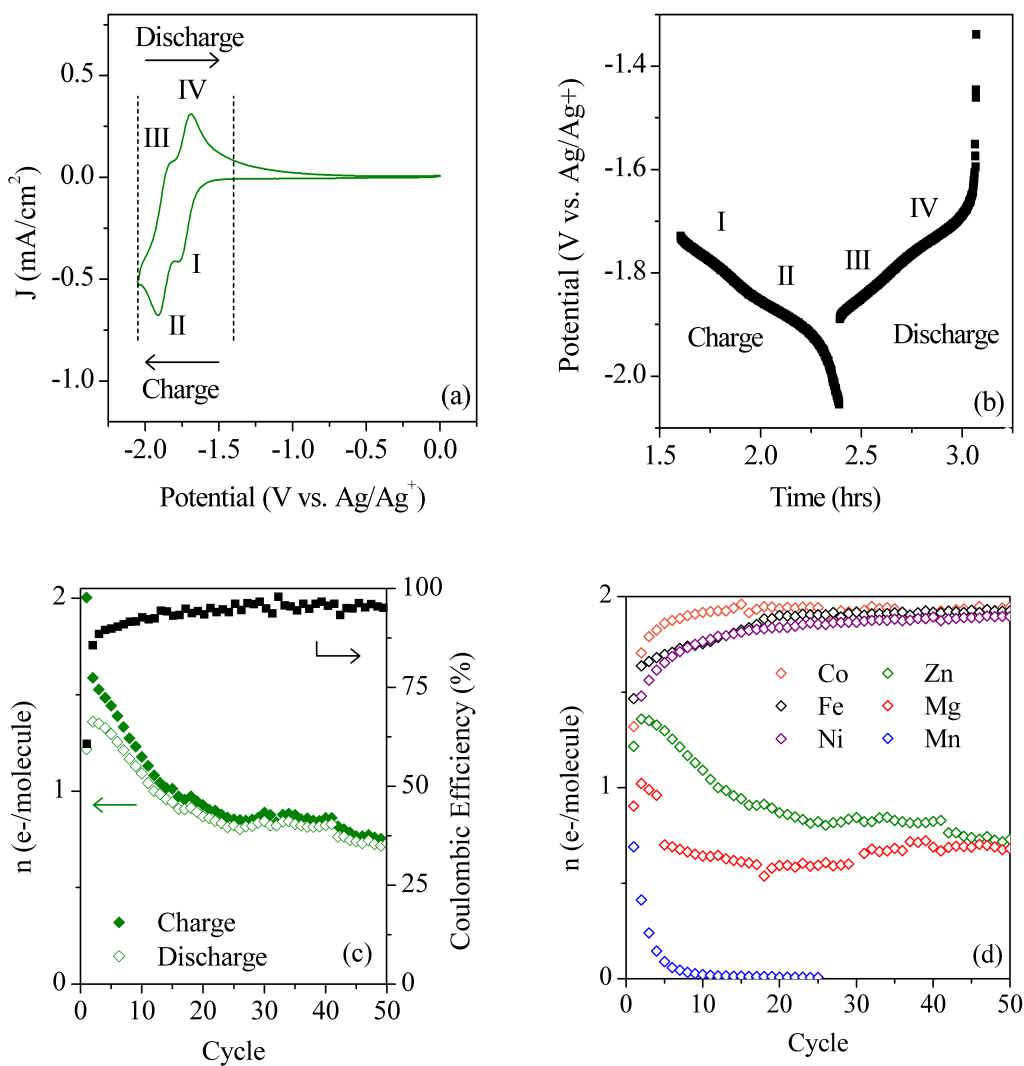 Discharge
IV
III
I
II
Charge
(a)
0.5
0.0
-0.5
-1.0
J (mA/cm²)
-2.0 -1.5 -1.0 -0.5 0.0
Potential (V vs. Ag/Ag⁺)
-1.4
-1.6
-1.8
-2.0
Potential (V vs. Ag/Ag+)
I
II
III
IV
Charge
Discharge
(b)
1.5 2.0 2.5 3.0
Time (hrs)
2
1
0
n (e-/molecule)
100
75
50
25
0
Coulombic Efficiency (%)
Charge
Discharge
(c)
0 10 20 30 40 50
Cycle
2
1
0
n (e-/molecule)
Co Zn
Fe Mg
Ni Mn
(d)
0 10 20 30 40 50
Cycle